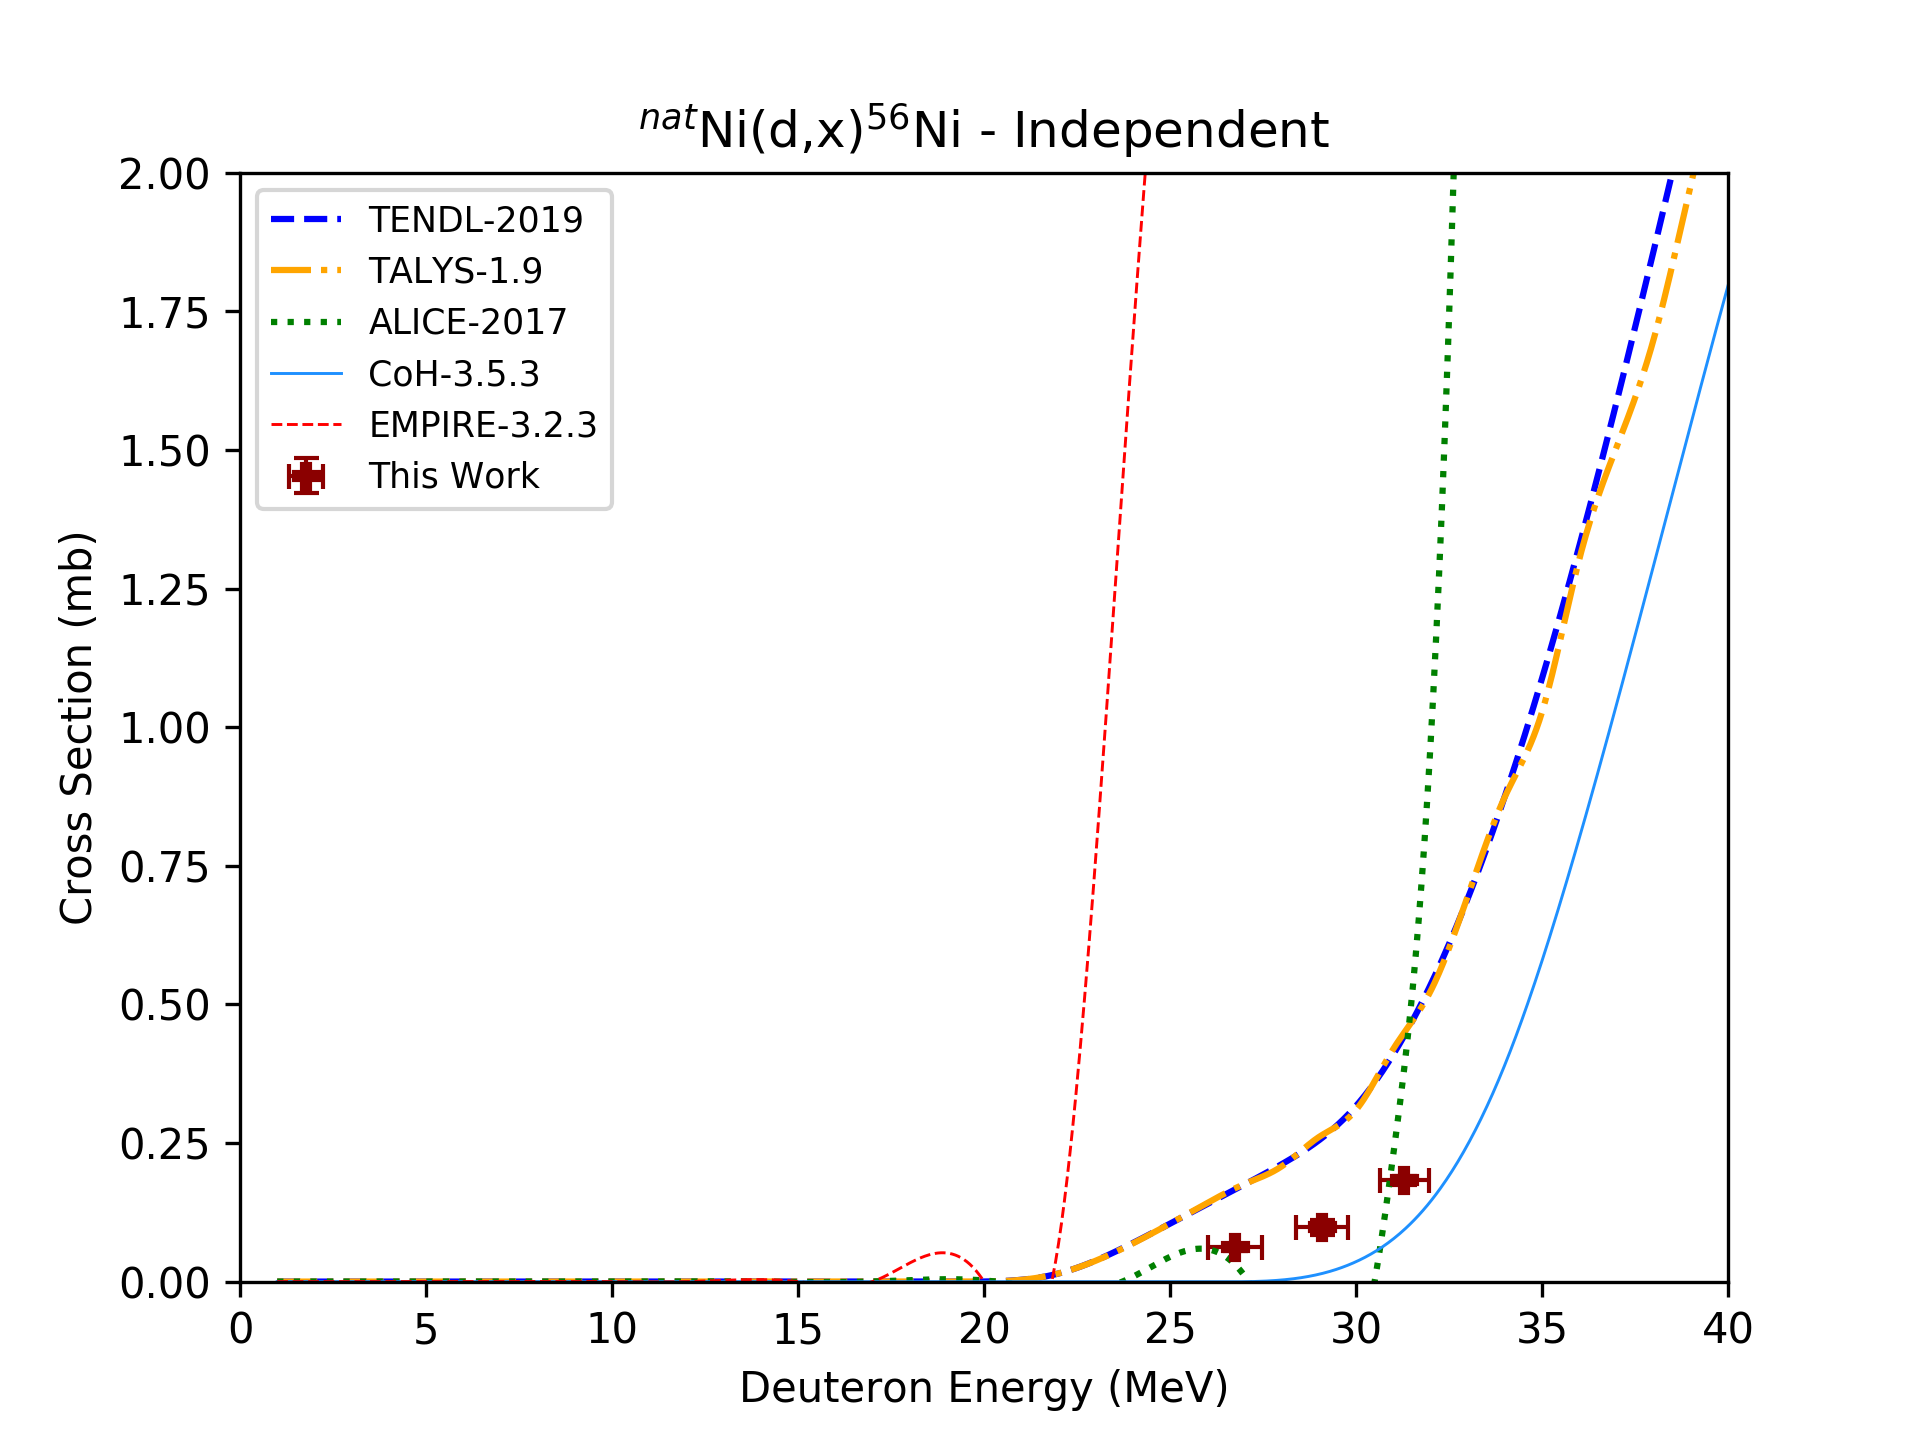 natNi(d,x)56Ni - Independent
2.00
1.75
1.50
1.25
1.00
0.75
0.50
0.25
0.00
Cross Section (mb)
TENDL-2019
TALYS-1.9
ALICE-2017
CoH-3.5.3
EMPIRE-3.2.3
This Work
0 5 10 15 20 25 30 35 40
Deuteron Energy (MeV)